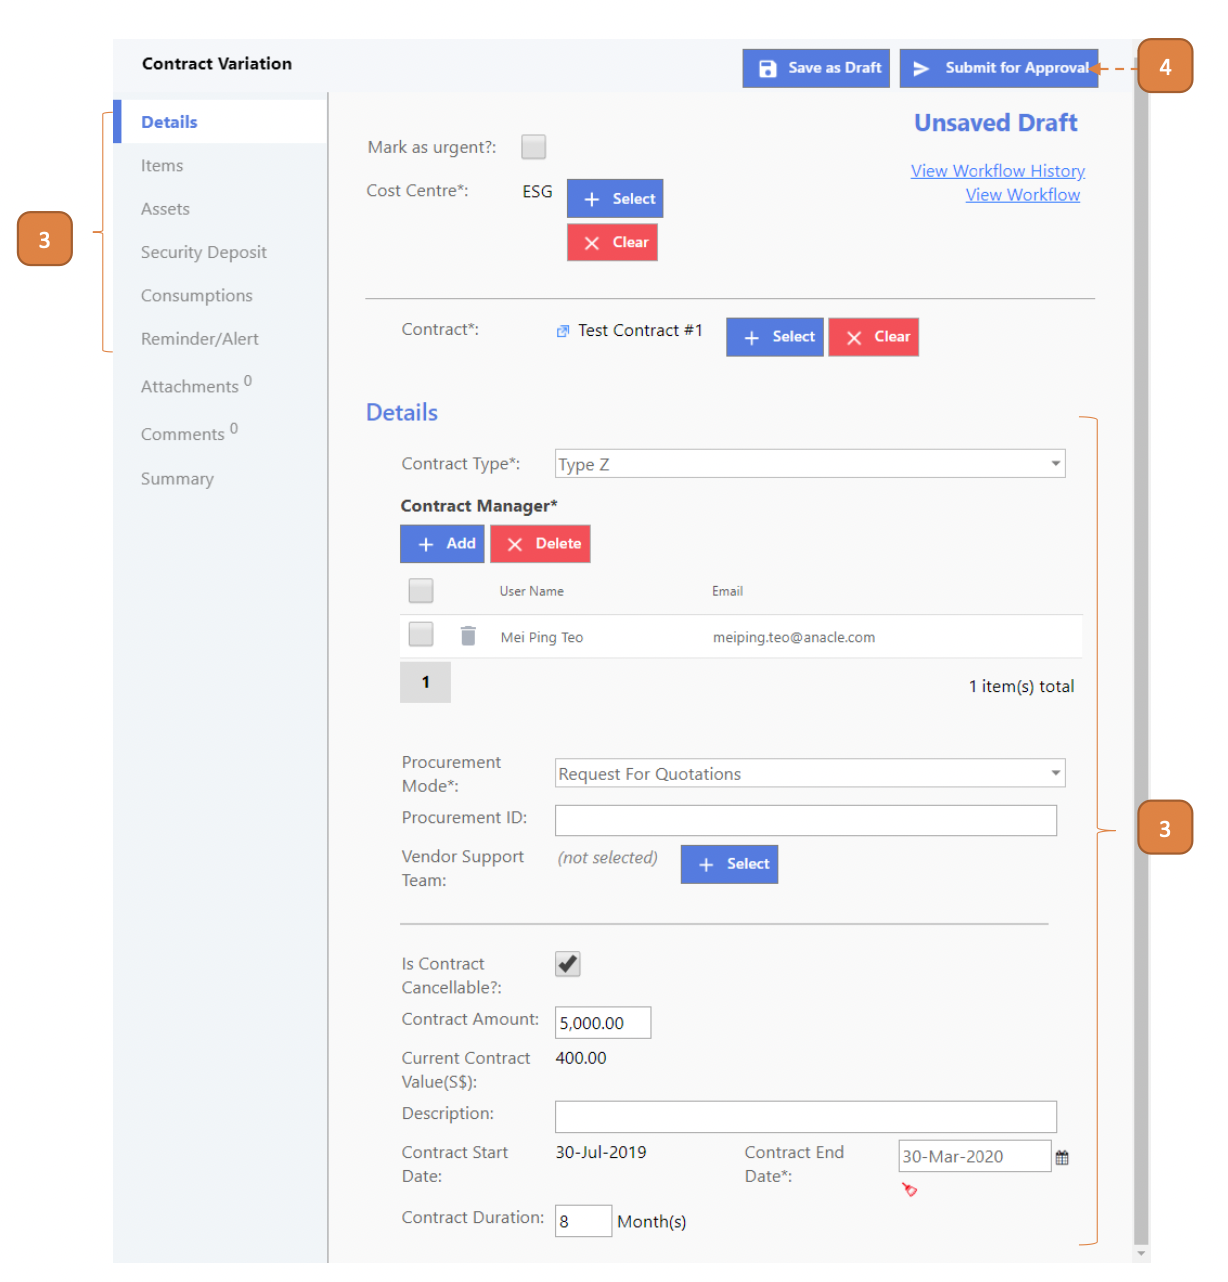 Contract Variation
Save as Draft
Submit for Approval
4
Details
Items
Assets
Security Deposit
Consumptions
Reminder/Alert
Attachments 0
Comments 0
Summary
3
Unsaved Draft
Mark as urgent?:
View Workflow History
View Workflow
Cost Centre*: ESG
Select
Clear
Contract*: Test Contract #1 Select Clear
Details
Contract Type*: Type Z
Contract Manager*
Add Delete
User Name Email
Mei Ping Teo meiping.teo@anacle.com
1
1 item(s) total
Procurement
Mode*:
Request For Quotations
Procurement ID:
3
Vendor Support
Team:
(not selected) Select
Is Contract
Cancellable?:
Contract Amount: 5,000.00
Current Contract
Value(S$):
400.00
Description:
Contract Start
Date:
30-Jul-2019
Contract End
Date*:
30-Mar-2020
Contract Duration: 8 Month(s)